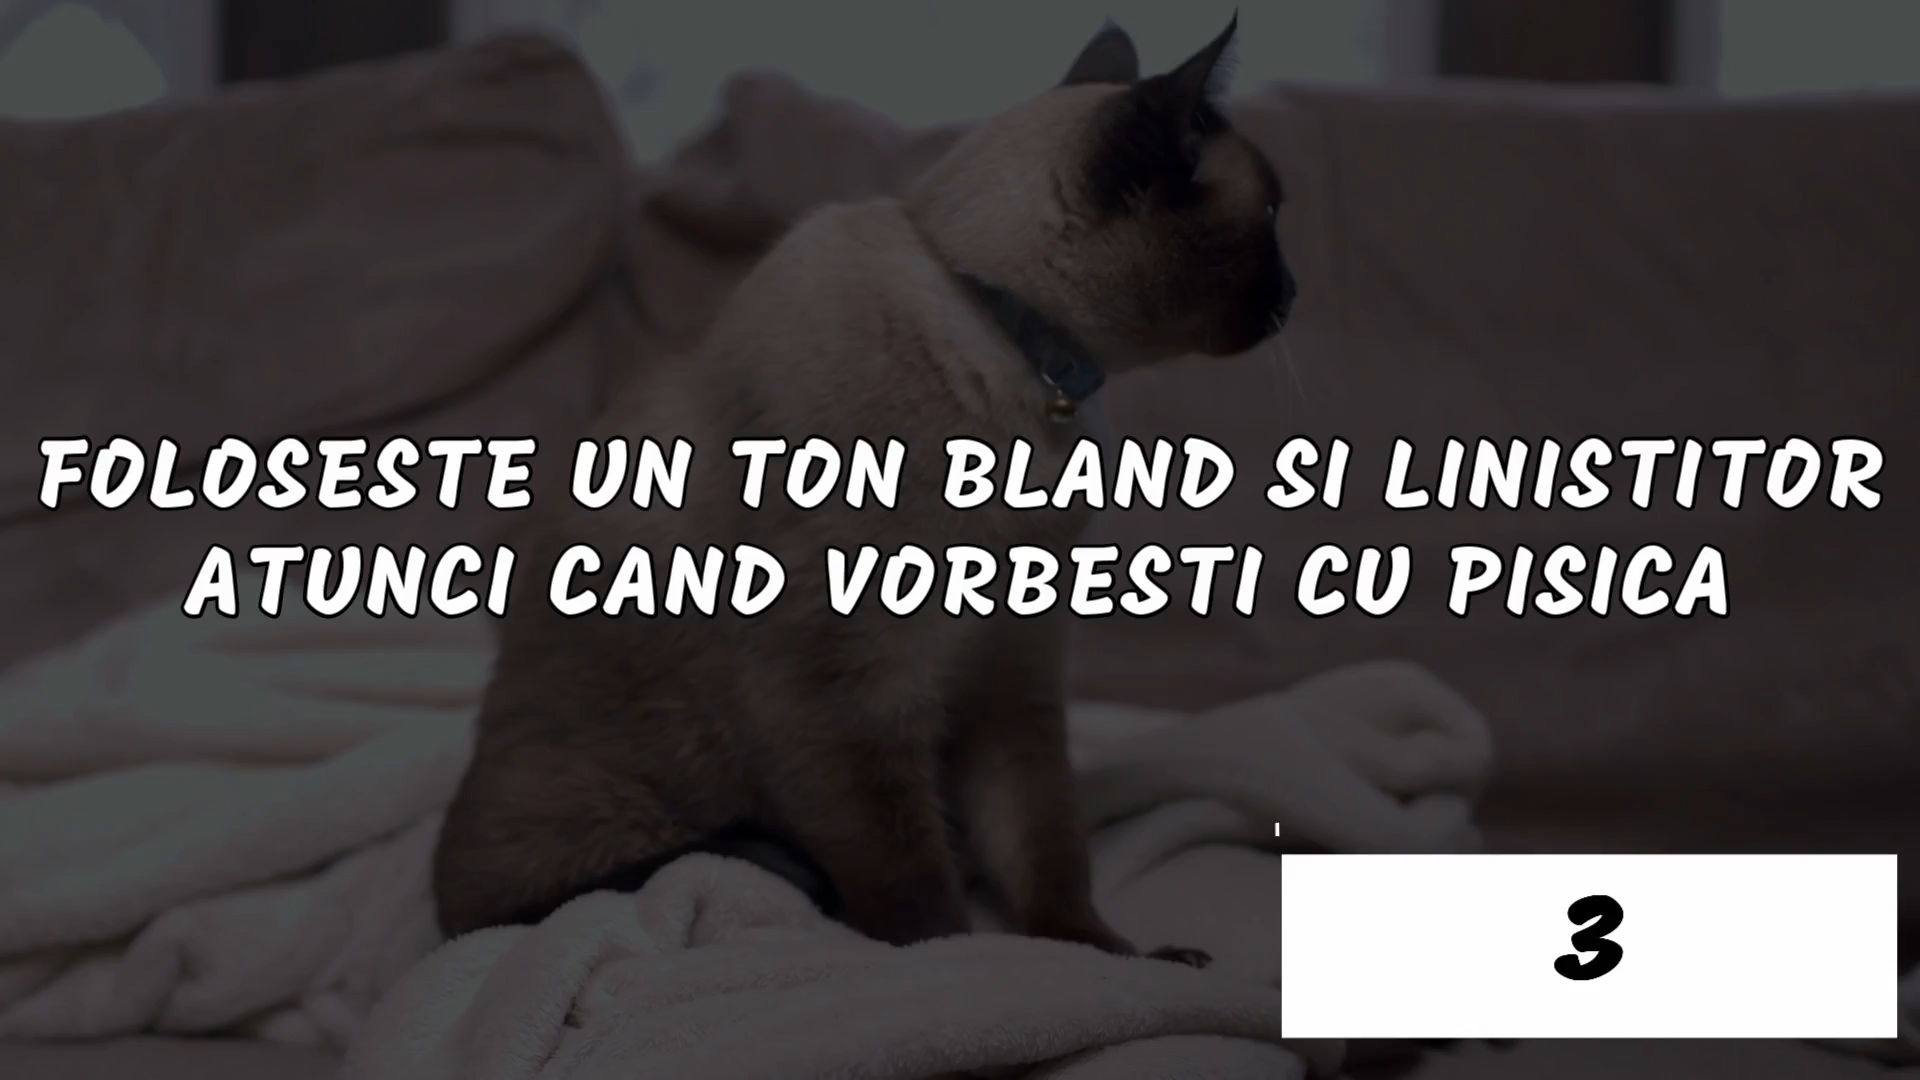 FOLOSESTE UN TON BLAND SI LINISTITOR
ATUNCI CAND VORBESTI CU PISICA
3